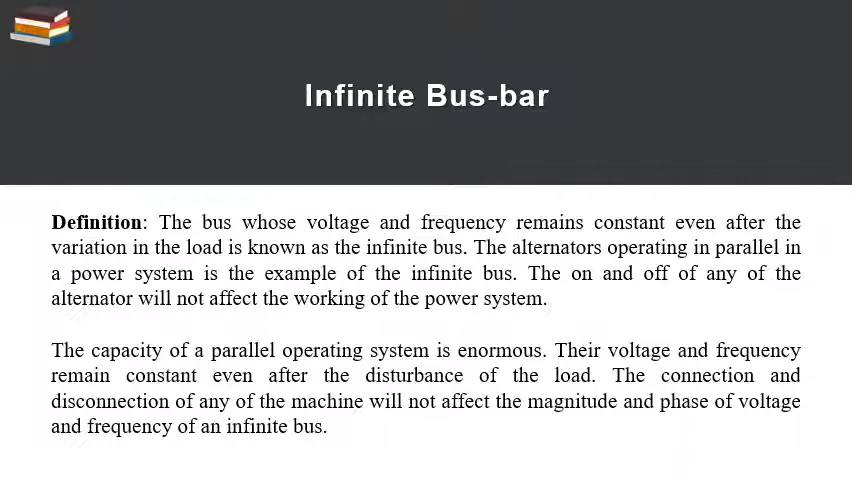 Infinite Bus-bar
Definition: The bus whose voltage and frequency remains constant even after the
variation in the load is known as the infinite bus. The alternators operating in parallel in
a power system is the example of the infinite bus. The on and off of any of the
alternator will not affect the working of the power system.
The capacity of a parallel operating system is enormous. Their voltage and frequency
remain constant even after the disturbance of the load. The connection and
disconnection of any of the machine will not affect the magnitude and phase of voltage
and frequency of an infinite bus.